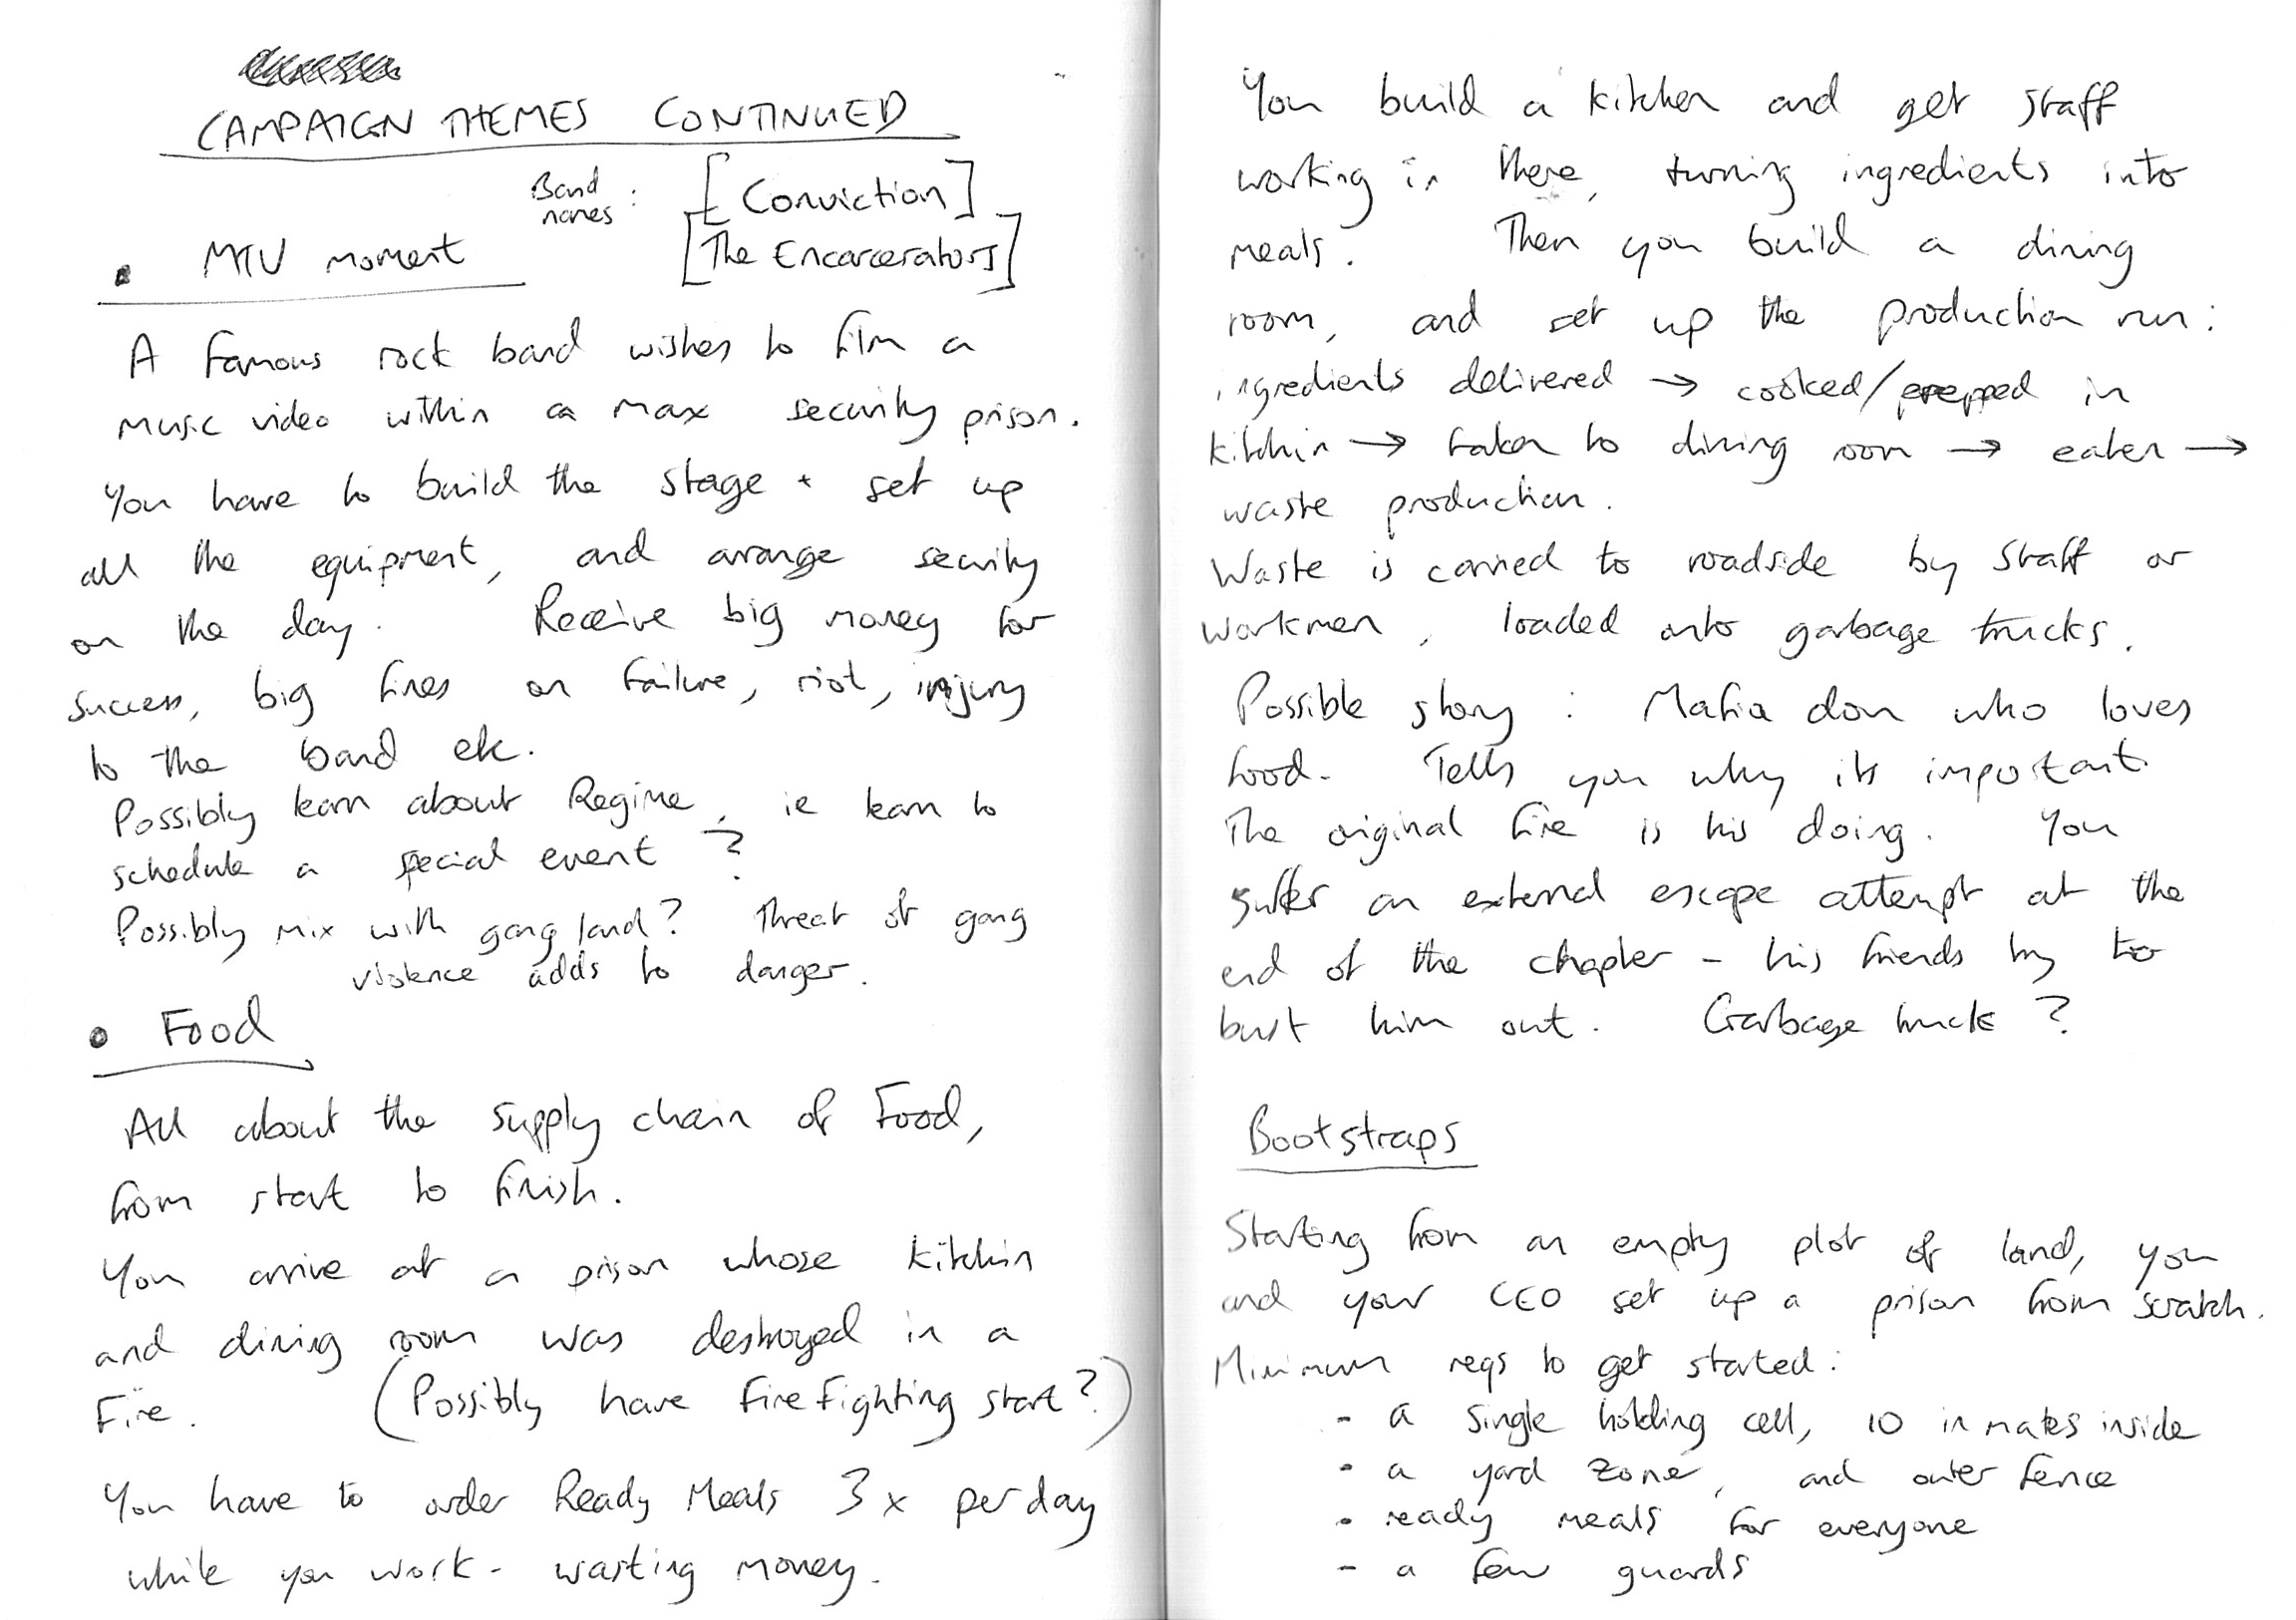 CAMPAIGN THEMES CONTINUED
Band names : [Conviction]
[The Encarcerators]
• MTV moment
A famous rock band wishes to film a
music video within a max security prison.
You have to build the stage + set up
all the equipment, and arrange security
on the day. Receive big money for
success, big fines on failure, riot, injury
to the band etc.
Possibly learn about Regime, ie learn to
schedule a special event?
Possibly mix with gang land? Threat of gang
violence adds to danger.
• Food
All about the supply chain of Food,
from start to finish.
You arrive at a prison whose kitchin
and dining room was destroyed in a
Fire. (Possibly have Fire Fighting start?)
You have to order Ready Meals 3x per day
while you work - wasting money.
You build a kitchen and get staff
working in there, turning ingredients into
meals. Then you build a dining
room, and set up the production run:
ingredients delivered → cooked/prepped in
kitchin → taken to dining room → eaten →
waste production.
Waste is carried to roadside by staff or
workmen, loaded onto garbage trucks.
Possible story : Mafia don who loves
food. Tells you why its important.
The original fire is his doing. You
suffer an external escape attempt at the
end of the chapter - his friends try to
bust him out. Garbage truck?
Bootstraps
Starting from an empty plot of land, you
and your CEO set up a prison from scratch.
Minimum reqs to get started:
- a single holding cell, 10 inmates inside
- a yard zone, and outer fence
- ready meals for everyone
- a few guards